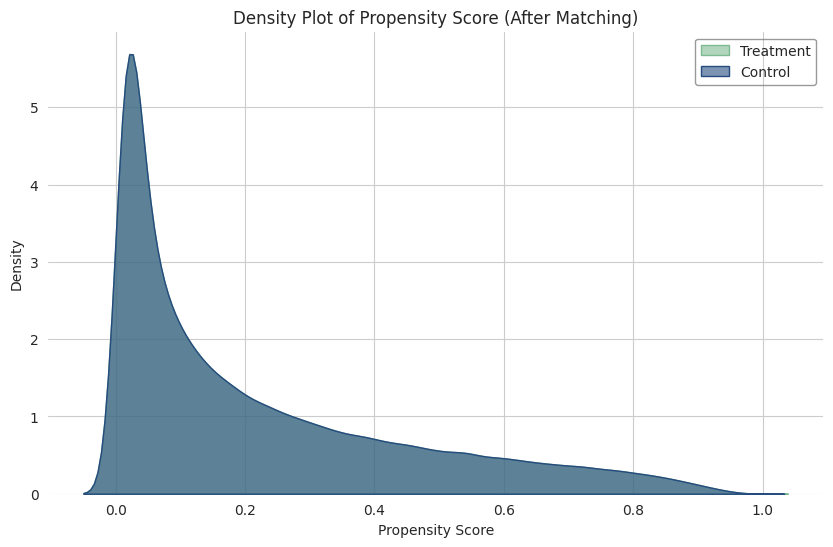 Density Plot of Propensity Score (After Matching)
Treatment
Control
Density
5
4
3
2
1
0
0.0 0.2 0.4 0.6 0.8 1.0
Propensity Score